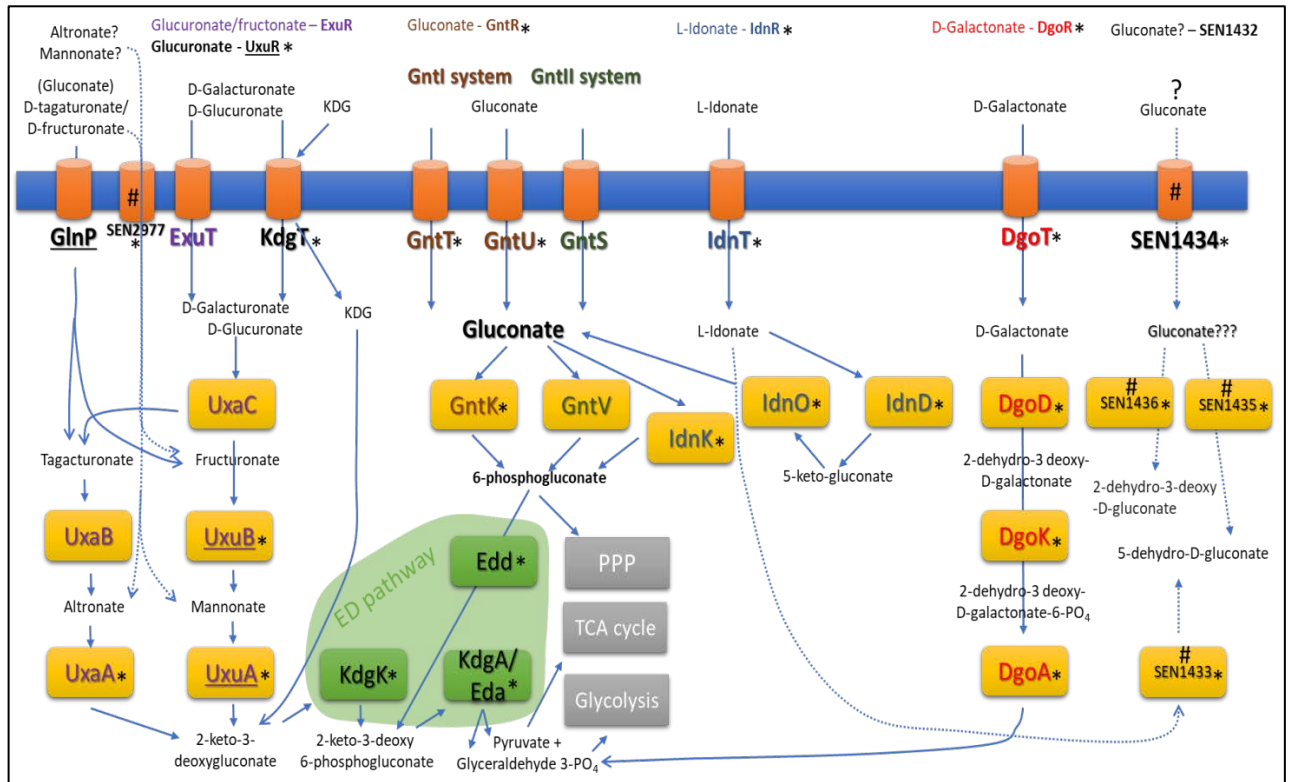 Altronate?
Mannonate?
Glucuronate/fructonate – ExuR
Glucuronate - UxuR *
Gluconate - GntR*
L-Idonate - IdnR *
D-Galactonate - DgoR *
Gluconate? – SEN1432
GntI system
GntII system
(Gluconate)
D-tagaturonate/
D-fructuronate
D-Galacturonate
D-Glucuronate
KDG
Gluconate
L-Idonate
D-Galactonate
?
Gluconate
#
#
GlnP
SEN2977
*
ExuT
KdgT*
GntT*
GntU*
GntS
IdnT*
DgoT*
SEN1434*
D-Galacturonate
D-Glucuronate
KDG
Gluconate
L-Idonate
D-Galactonate
Gluconate???
UxaC
GntK*
GntV
IdnK*
IdnO*
IdnD*
DgoD*
#
SEN1436*
#
SEN1435*
Tagacturonate
Fructuronate
6-phosphogluconate
5-keto-gluconate
2-dehydro-3 deoxy-
D-galactonate
2-dehydro-3-deoxy
-D-gluconate
UxaB
UxuB*
ED pathway
Edd*
PPP
DgoK*
5-dehydro-D-gluconate
Altronate
Mannonate
TCA cycle
2-dehydro-3 deoxy-
D-galactonate-6-PO₄
UxaA*
UxuA*
KdgK*
KdgA/
Eda*
Glycolysis
DgoA*
#
SEN1433*
2-keto-3-
deoxygluconate
2-keto-3-deoxy
6-phosphogluconate
Pyruvate +
Glyceraldehyde 3-PO₄